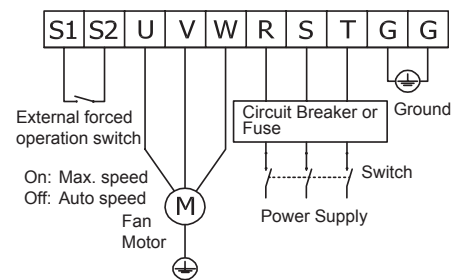 S1 S2 U V W R S T G G
External forced
operation switch
On: Max. speed
Off: Auto speed
Fan
Motor
M
Circuit Breaker or
Fuse
Ground
Switch
Power Supply